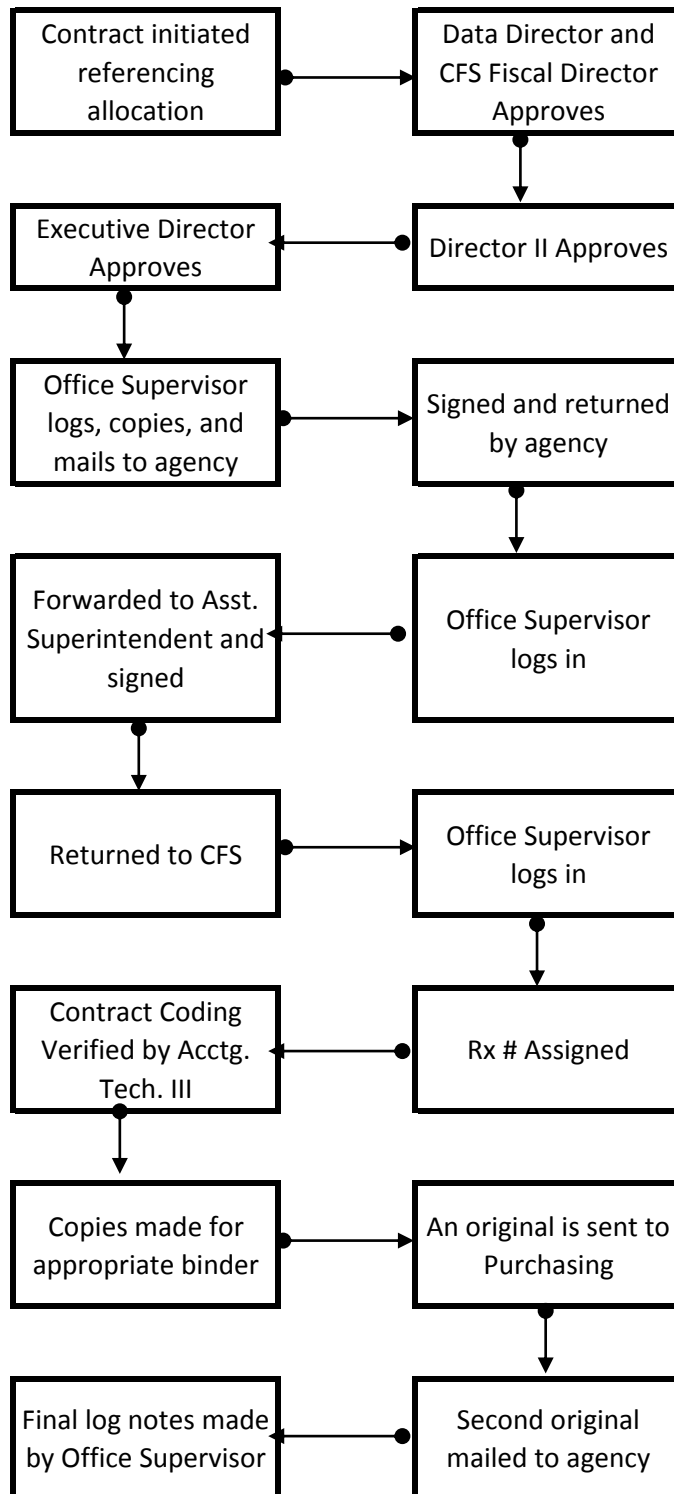 Contract initiated
referencing
allocation
Data Director and
CFS Fiscal Director
Approves
Director II Approves
Executive Director
Approves
Office Supervisor
logs, copies, and
mails to agency
Signed and returned
by agency
Office Supervisor
logs in
Forwarded to Asst.
Superintendent and
signed
Returned to CFS
Office Supervisor
logs in
Rx # Assigned
Contract Coding
Verified by Acctg.
Tech. III
Copies made for
appropriate binder
An original is sent to
Purchasing
Second original
mailed to agency
Final log notes made
by Office Supervisor